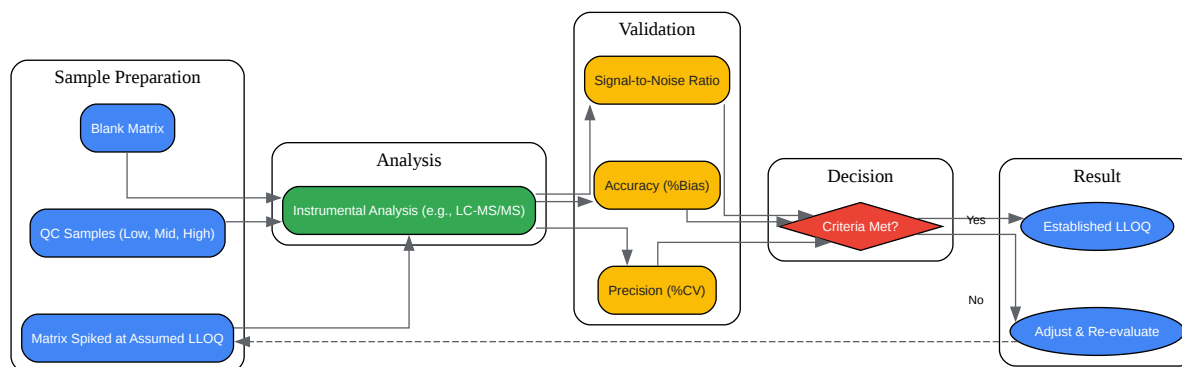 Sample Preparation
Blank Matrix
QC Samples (Low, Mid, High)
Matrix Spiked at Assumed LLOQ
Analysis
Instrumental Analysis (e.g., LC-MS/MS)
Validation
Signal-to-Noise Ratio
Accuracy (%Bias)
Precision (%CV)
Decision
Criteria Met?
Yes
No
Result
Established LLOQ
Adjust & Re-evaluate